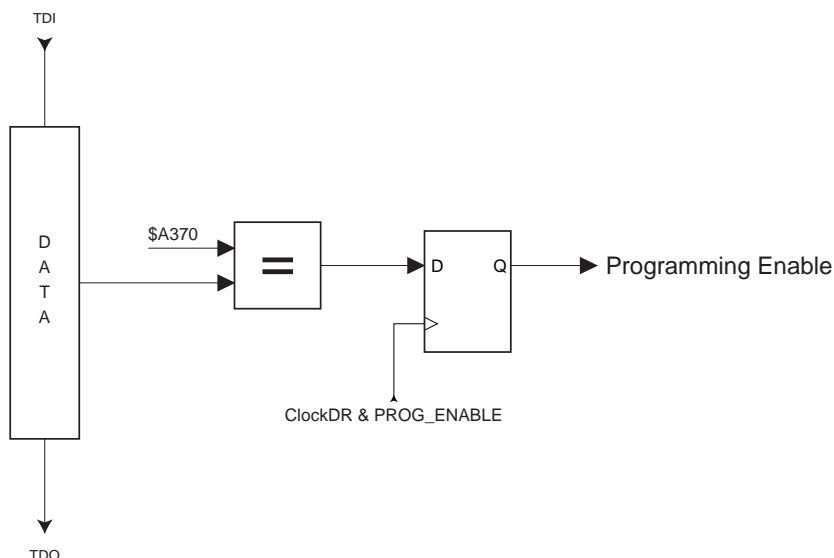 TDI
D
A
T
A
$A370
=
D
Q
Programming Enable
ClockDR & PROG_ENABLE
TDO